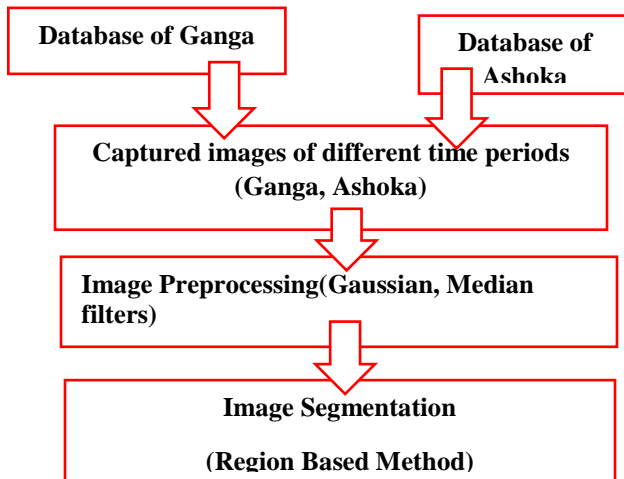 Database of Ganga
Database of
Ashoka
Captured images of different time periods
(Ganga, Ashoka)
Image Preprocessing(Gaussian, Median
filters)
Image Segmentation
(Region Based Method)